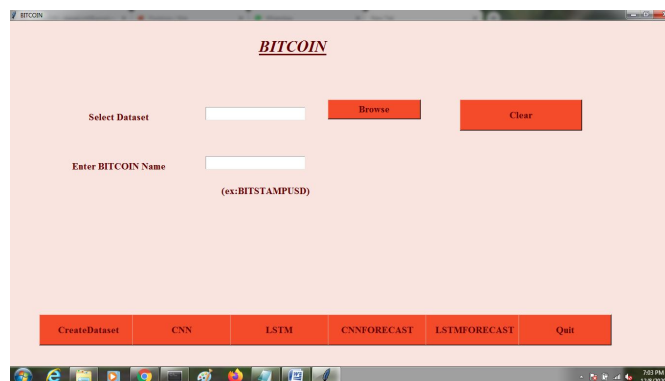 BITCOIN
BITCOIN
Select Dataset
Browse
Clear
Enter BITCOIN Name
(ex:BITSTAMPUSD)
CreateDataset CNN LSTM CNNFORECAST LSTMFORECAST Quit
7:03 PM